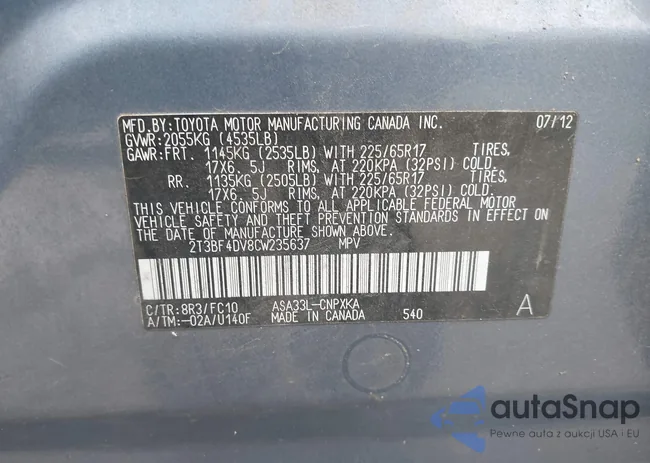 MFD.BY:TOYOTA MOTOR MANUFACTURING CANADA INC. 07/12
GVWR:2055KG (4535LB)
GAWR:FRT. 1145KG (2535LB) WITH 225/65R17 TIRES,
17X6.5J RIMS, AT 220KPA (32PSI) COLD.
RR. 1135KG (2505LB) WITH 225/65R17 TIRES,
17X6.5J RIMS, AT 220KPA (32PSI) COLD.
THIS VEHICLE CONFORMS TO ALL APPLICABLE FEDERAL MOTOR
VEHICLE SAFETY AND THEFT PREVENTION STANDARDS IN EFFECT ON
THE DATE OF MANUFACTURE SHOWN ABOVE.
2T3BF4DV8CW235637 MPV
C/TR:8R3/FC10 ASA33L-CNPXKA A
A/TM:-02A/U140F MADE IN CANADA 540
autaSnap
Pewne auta z aukcji USA i EU